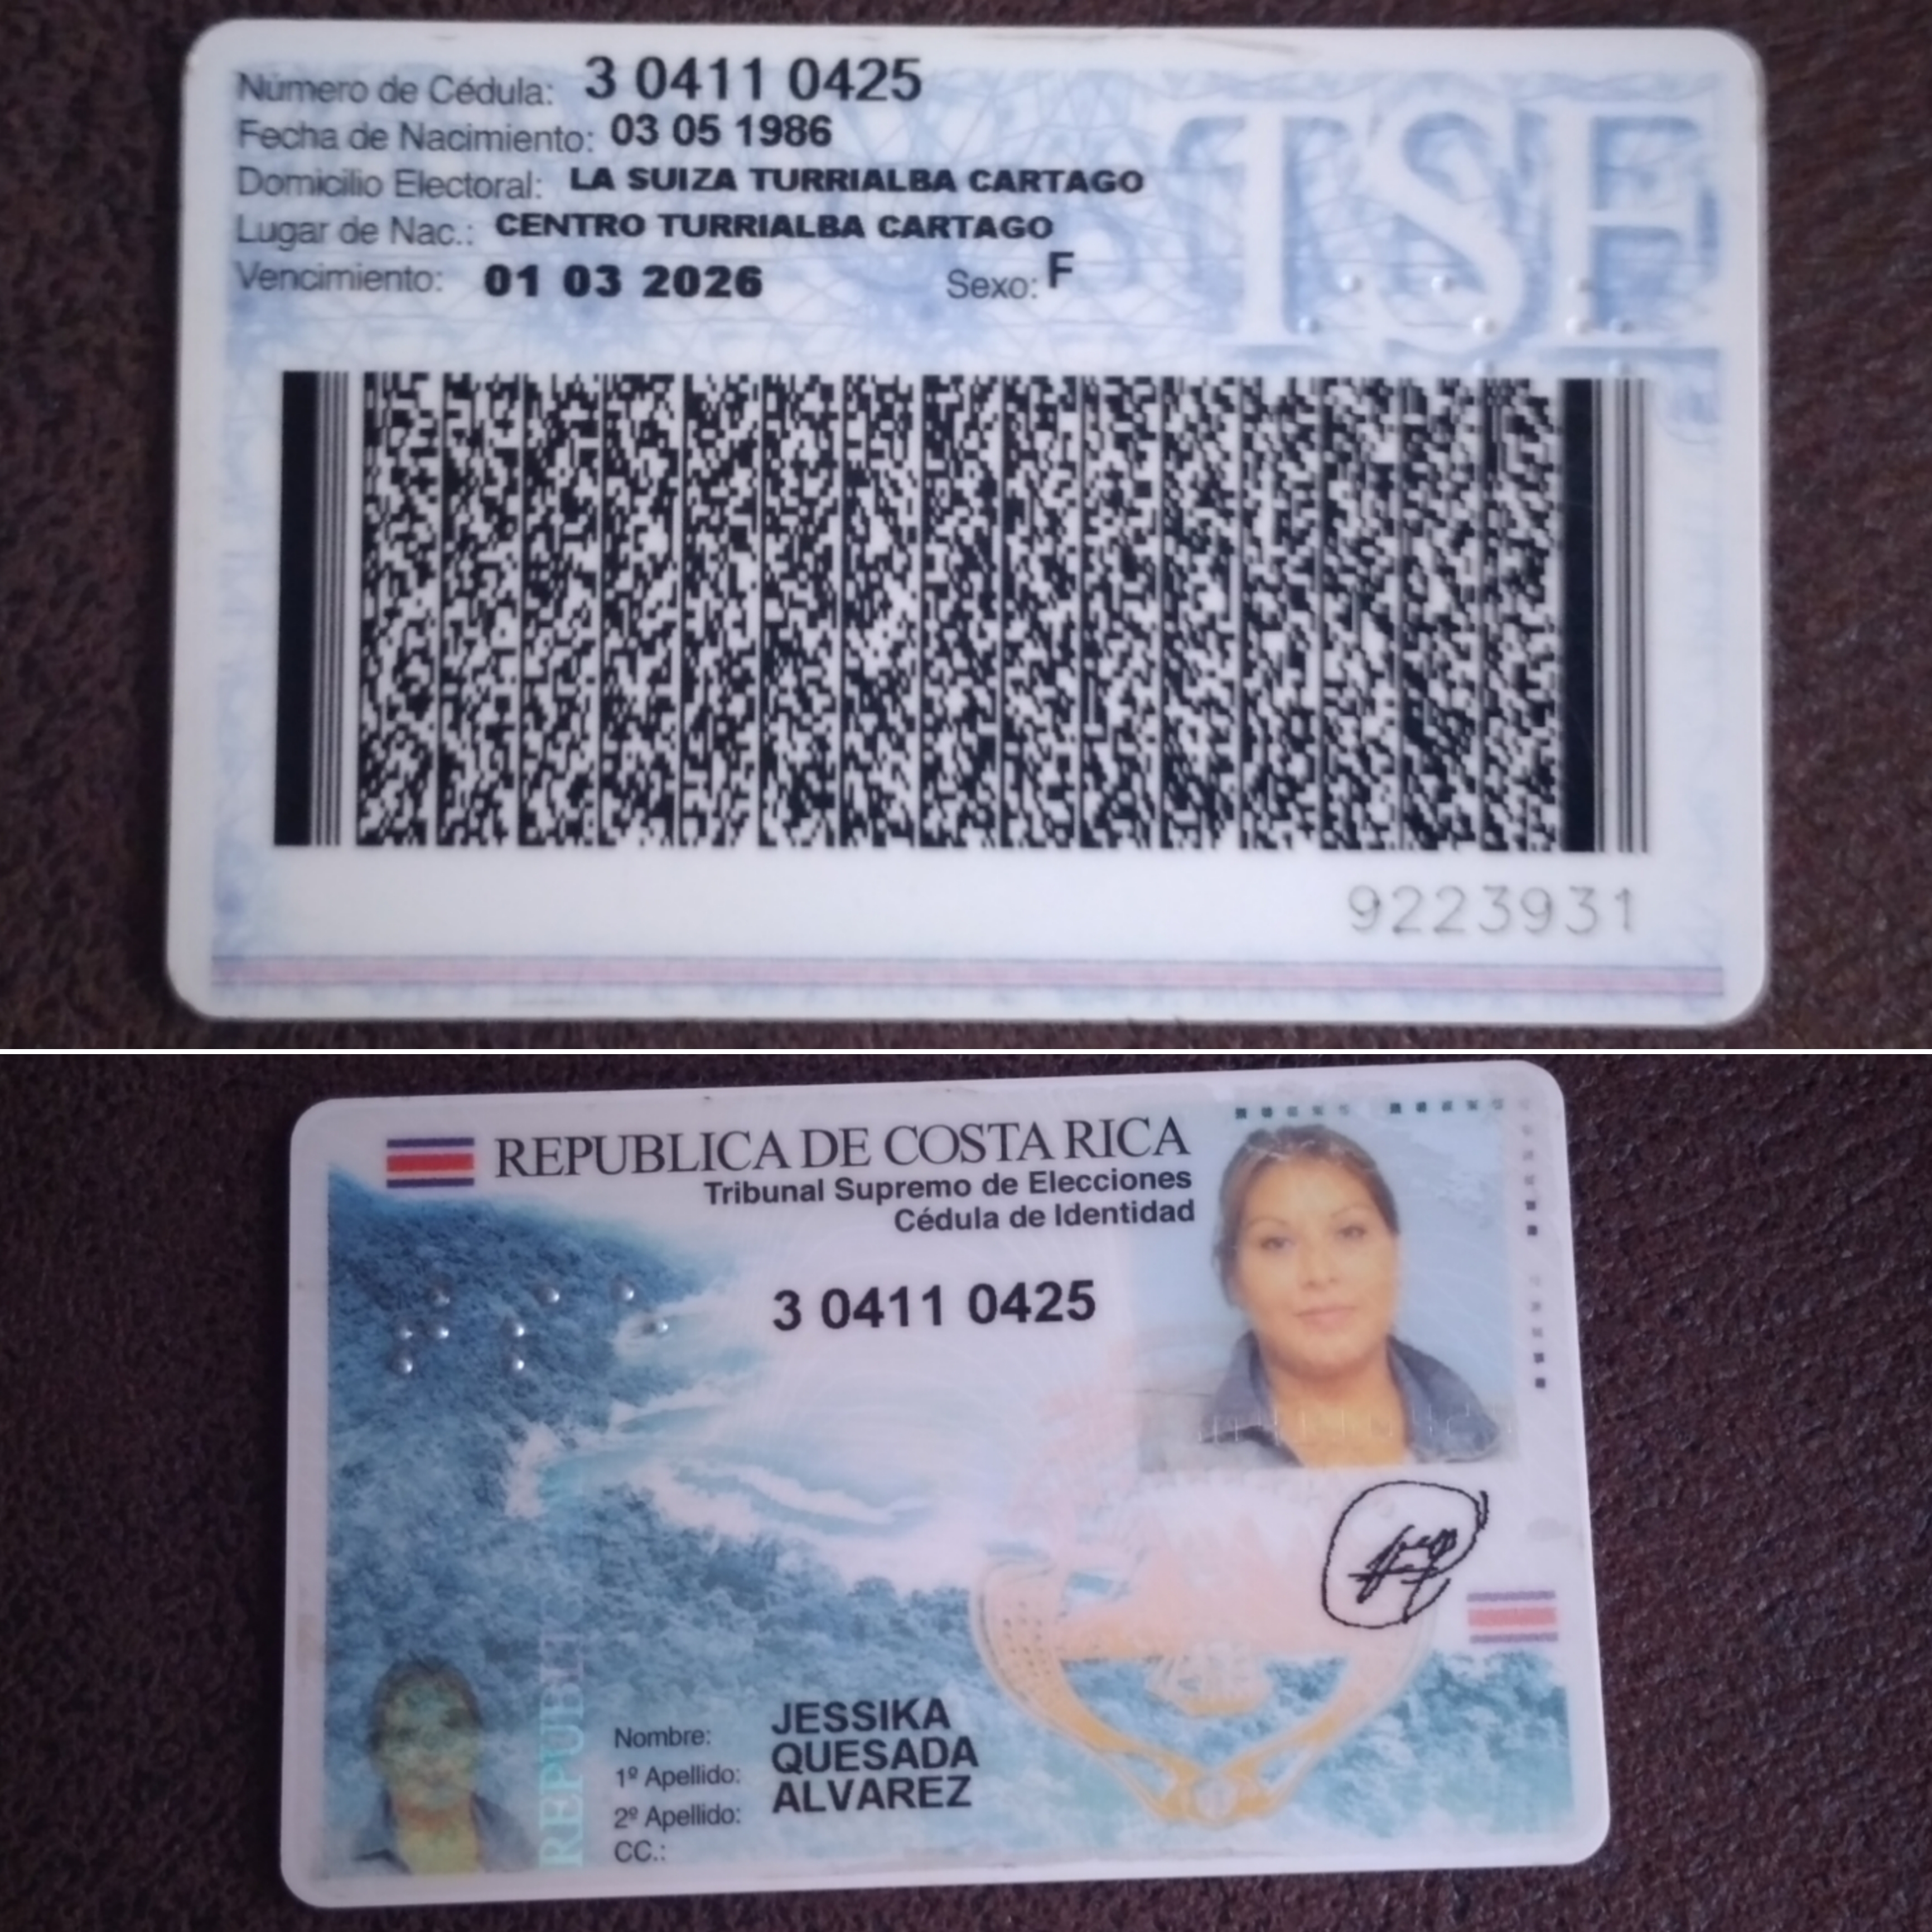 Número de Cédula: 3 0411 0425
Fecha de Nacimiento: 03 05 1986
Domicilio Electoral: LA SUIZA TURRIALBA CARTAGO
Lugar de Nac.: CENTRO TURRIALBA CARTAGO
Vencimiento: 01 03 2026 Sexo: F
TSE
9223931
REPUBLICA DE COSTA RICA
Tribunal Supremo de Elecciones
Cédula de Identidad
3 0411 0425
Nombre: JESSIKA
1º Apellido: QUESADA
2º Apellido: ALVAREZ
CC.: